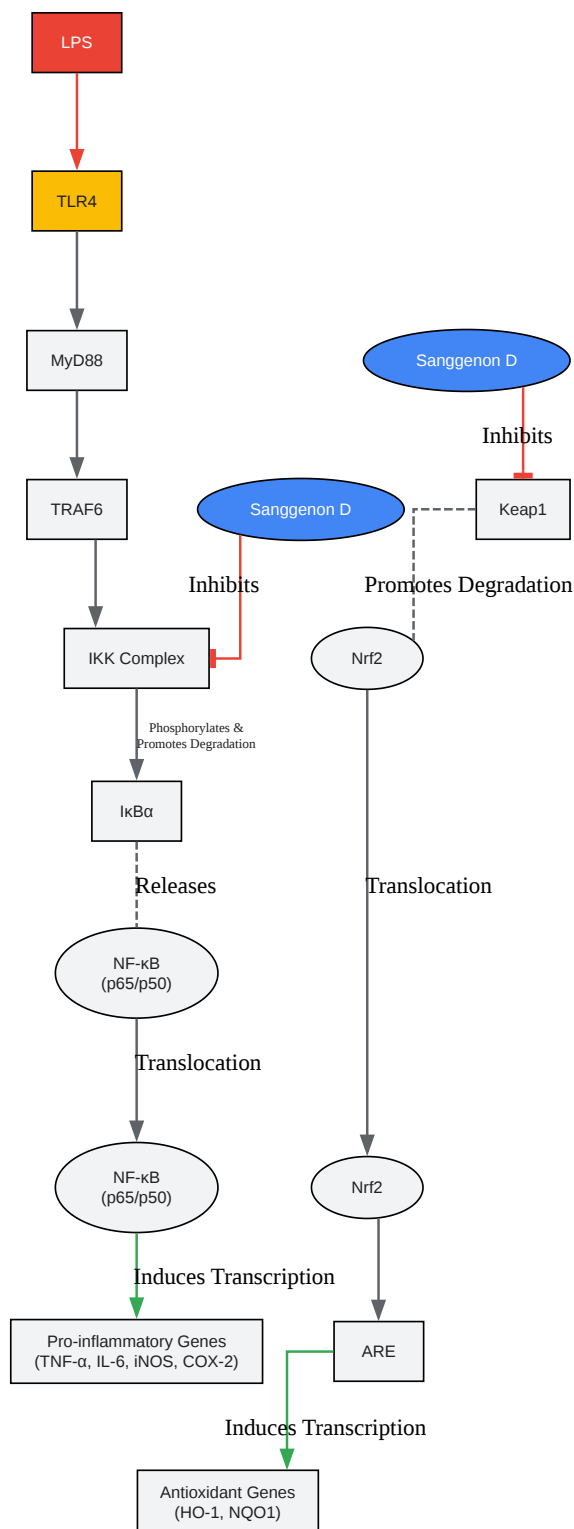 LPS
TLR4
MyD88
Sanggenon D
Inhibits
TRAF6
Sanggenon D
Keap1
Inhibits
Promotes Degradation
IKK Complex
Nrf2
Phosphorylates &
Promotes Degradation
IκBα
Releases
Translocation
NF-κB
(p65/p50)
Translocation
NF-κB
(p65/p50)
Nrf2
Induces Transcription
Pro-inflammatory Genes
(TNF-α, IL-6, iNOS, COX-2)
ARE
Induces Transcription
Antioxidant Genes
(HO-1, NQO1)